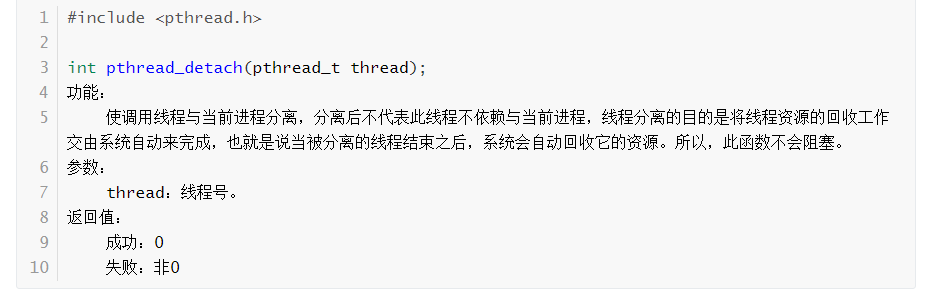 1 #include <pthread.h>
2
3 int pthread_detach(pthread_t thread);
4 功能：
5     使调用线程与当前进程分离，分离后不代表此线程不依赖与当前进程，线程分离的目的是将线程资源的回收工作
交由系统自动来完成，也就是说当被分离的线程结束之后，系统会自动回收它的资源。所以，此函数不会阻塞。
6 参数：
7     thread：线程号。
8 返回值：
9     成功：0
10     失败：非0